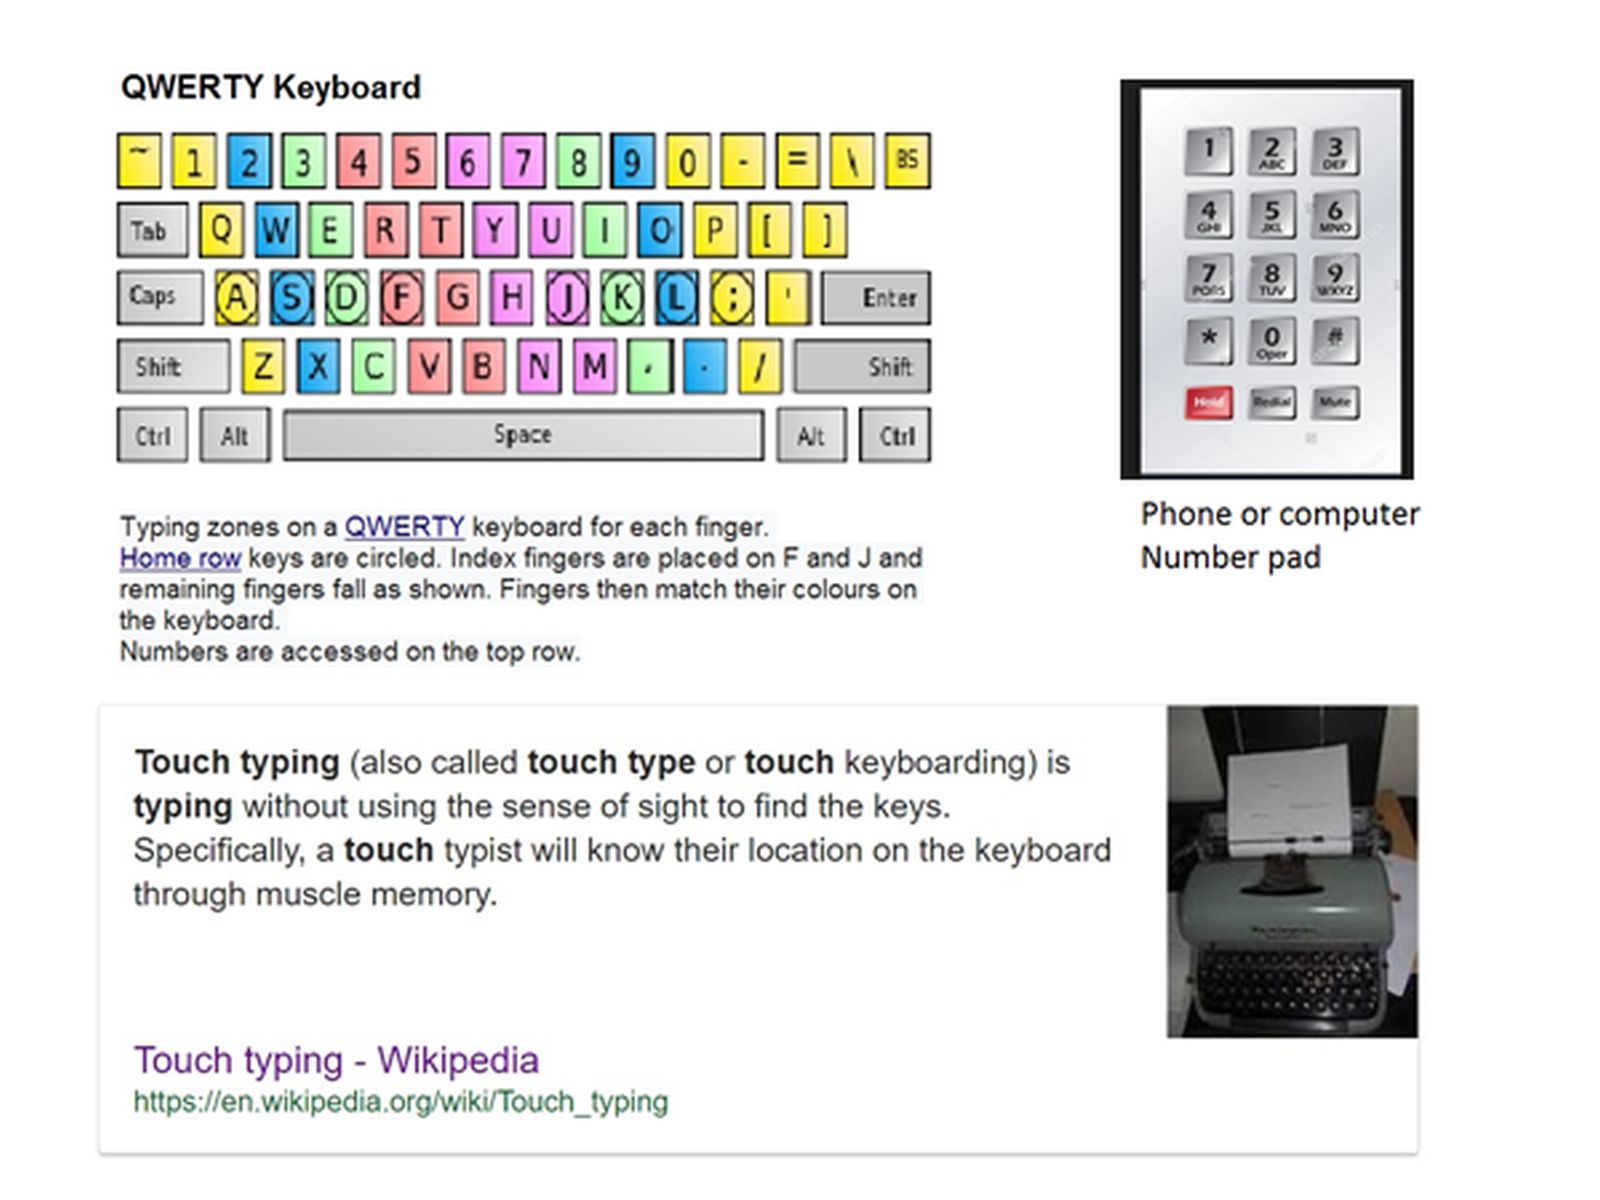 QWERTY Keyboard
~ 1 2 3 4 5 6 7 8 9 0 - = \ BS
Tab Q W E R T Y U I O P [ ]
Caps A S D F G H J K L ; ' Enter
Shift Z X C V B N M , . / Shift
Ctrl Alt Space Alt Ctrl
1 2 ABC 3 DEF
4 GHI 5 JKL 6 MNO
7 PQRS 8 TUV 9 WXYZ
* 0 Oper #
Hold Redial Mute
Phone or computer
Number pad
Typing zones on a QWERTY keyboard for each finger.
Home row keys are circled. Index fingers are placed on F and J and
remaining fingers fall as shown. Fingers then match their colours on
the keyboard.
Numbers are accessed on the top row.
Touch typing (also called touch type or touch keyboarding) is
typing without using the sense of sight to find the keys.
Specifically, a touch typist will know their location on the keyboard
through muscle memory.
Touch typing - Wikipedia
https://en.wikipedia.org/wiki/Touch_typing